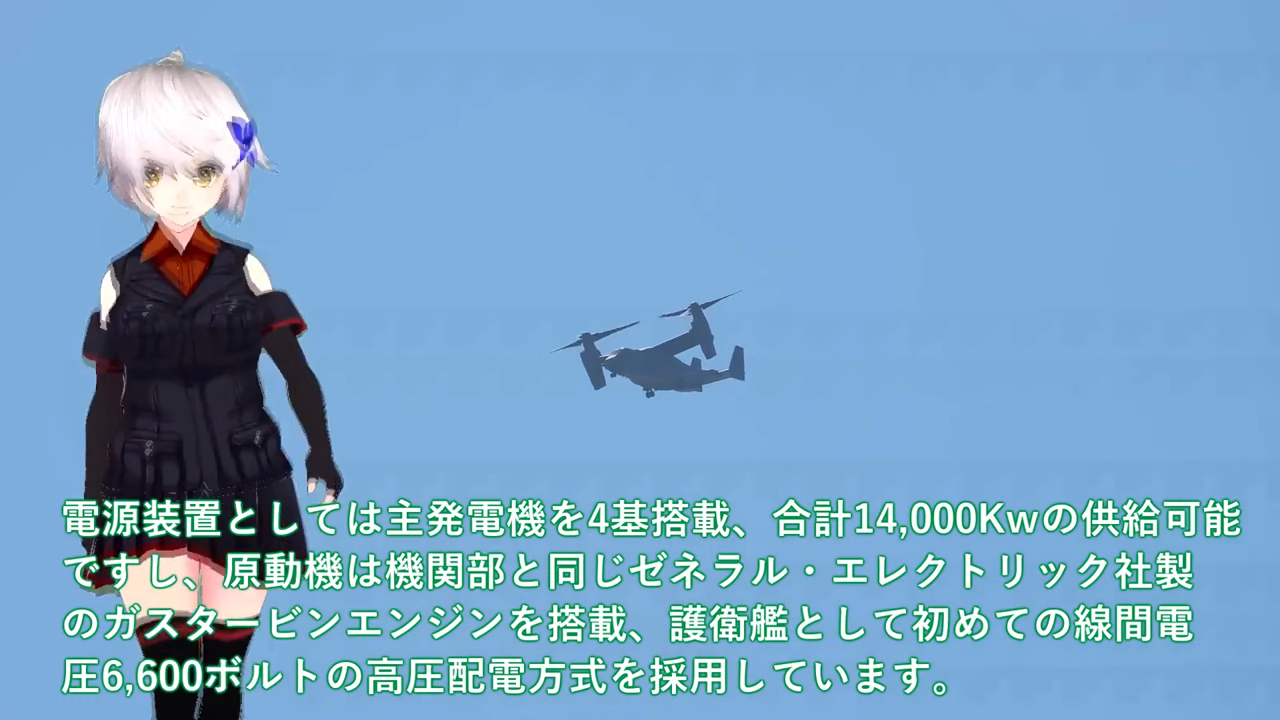 電源装置としては主発電機を4基搭載、合計14,000Kwの供給可能
ですし、原動機は機関部と同じゼネラル・エレクトリック社製
のガスタービンエンジンを搭載、護衛艦として初めての線間電
圧6,600ボルトの高圧配電方式を採用しています。